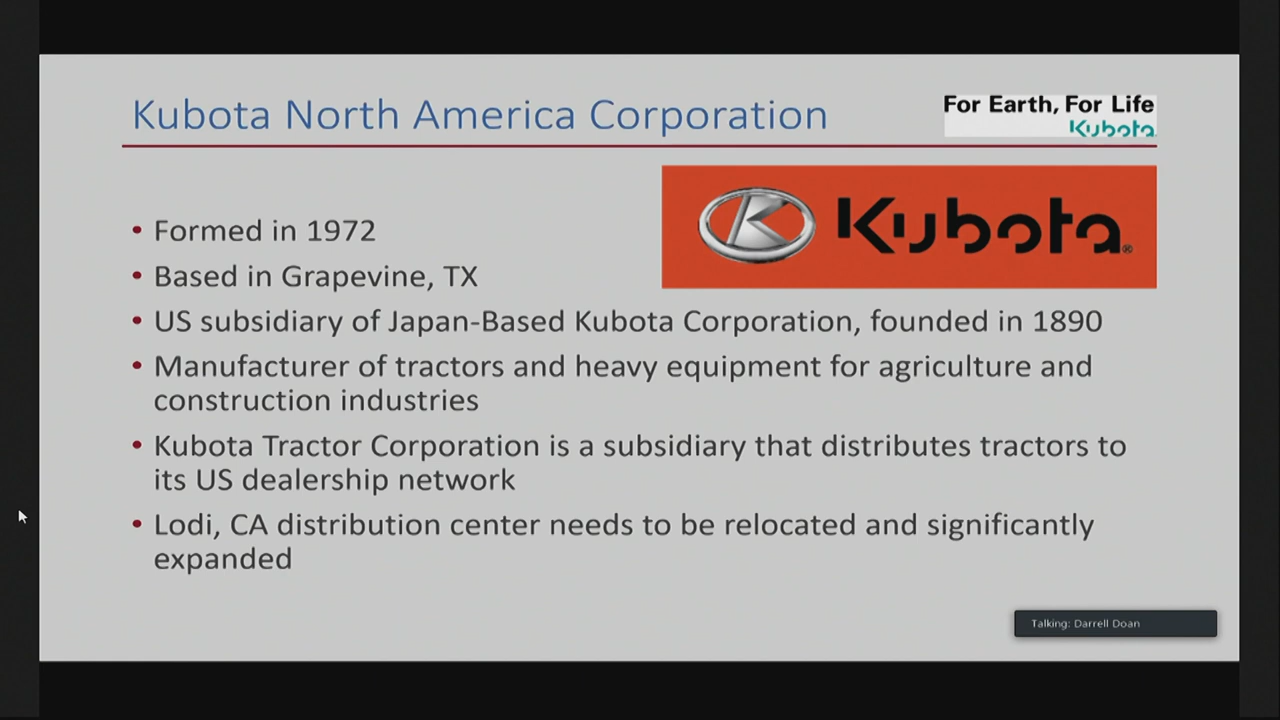 Kubota North America Corporation
For Earth, For Life
Kubota
Kubota®
• Formed in 1972
• Based in Grapevine, TX
• US subsidiary of Japan-Based Kubota Corporation, founded in 1890
• Manufacturer of tractors and heavy equipment for agriculture and
construction industries
• Kubota Tractor Corporation is a subsidiary that distributes tractors to
its US dealership network
• Lodi, CA distribution center needs to be relocated and significantly
expanded
Talking: Darrell Doan